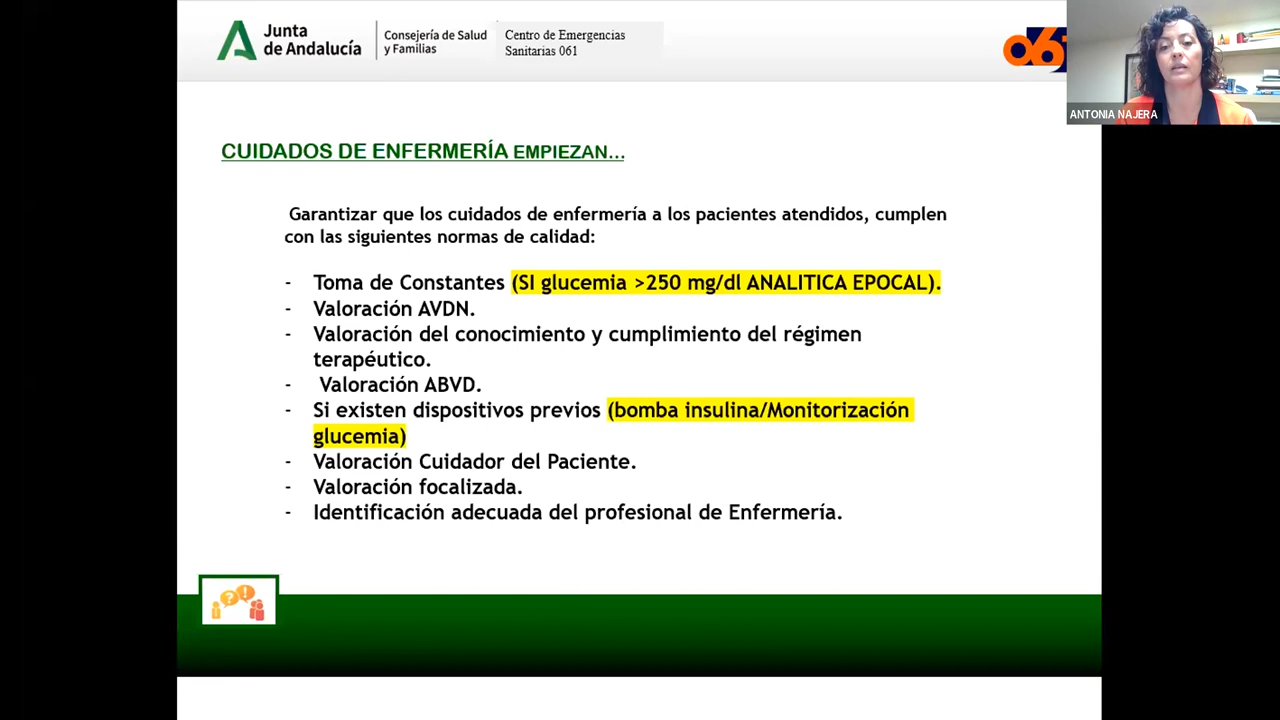 Junta
de Andalucía
Consejería de Salud
y Familias
Centro de Emergencias
Sanitarias 061
061
ANTONIA NAJERA
CUIDADOS DE ENFERMERÍA EMPIEZAN...
Garantizar que los cuidados de enfermería a los pacientes atendidos, cumplen
con las siguientes normas de calidad:
- Toma de Constantes (SI glucemia >250 mg/dl ANALITICA EPOCAL).
- Valoración AVDN.
- Valoración del conocimiento y cumplimiento del régimen
terapéutico.
- Valoración ABVD.
- Si existen dispositivos previos (bomba insulina/Monitorización
glucemia)
- Valoración Cuidador del Paciente.
- Valoración focalizada.
- Identificación adecuada del profesional de Enfermería.
? !